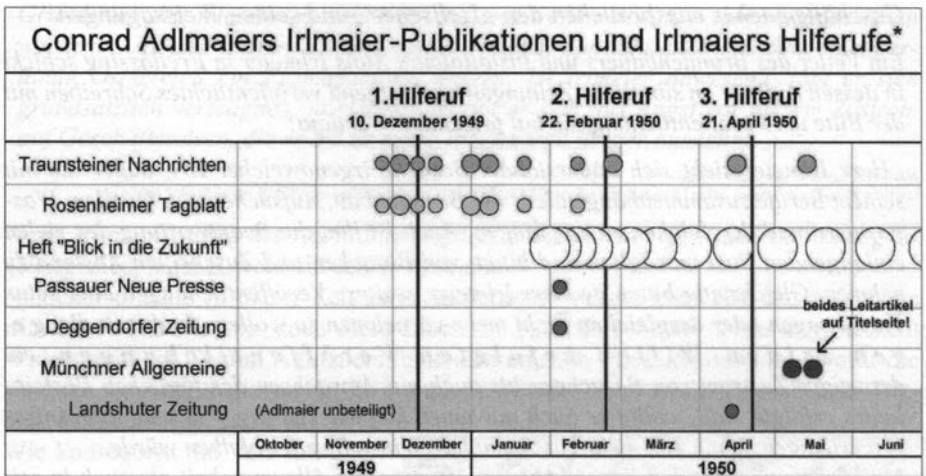 Conrad Adlmaiers Irlmaier-Publikationen und Irlmaiers Hilferufe*
1.Hilferuf 2. Hilferuf 3. Hilferuf
10. Dezember 1949 22. Februar 1950 21. April 1950
Traunsteiner Nachrichten
Rosenheimer Tagblatt
Heft "Blick in die Zukunft"
Passauer Neue Presse
Deggendorfer Zeitung
beides Leitartikel
auf Titelseite!
Münchner Allgemeine
Landshuter Zeitung (Adlmaier unbeteiligt)
Oktober November Dezember Januar Februar März April Mai Juni
1949 1950